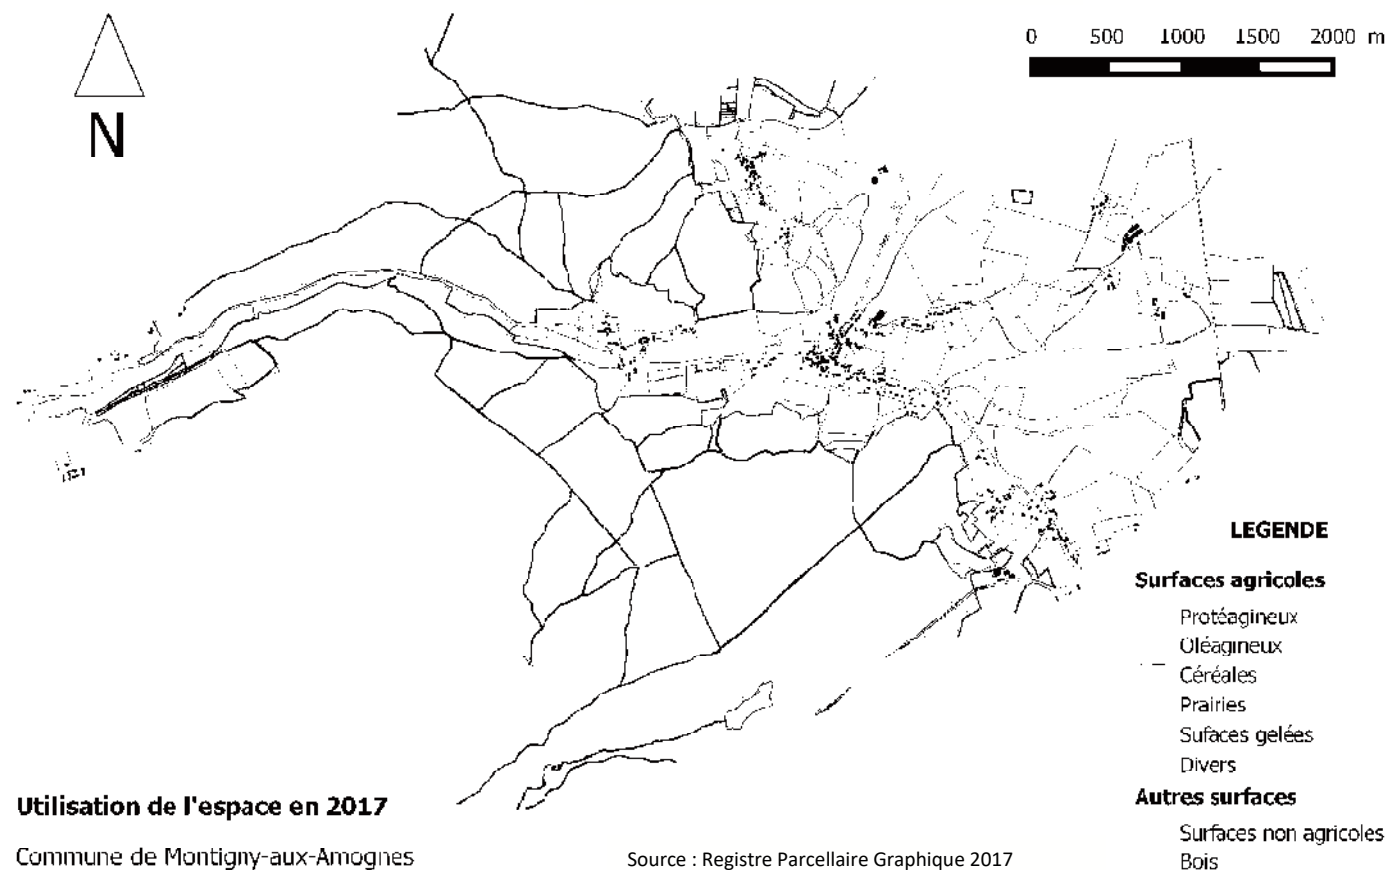 0 500 1000 1500 2000 m
N
LEGENDE
Surfaces agricoles
Protéagineux
Oléagineux
Céréales
Prairies
Sufaces gelées
Divers
Autres surfaces
Surfaces non agricoles
Bois
Utilisation de l'espace en 2017
Commune de Montigny-aux-Amognes
Source : Registre Parcellaire Graphique 2017